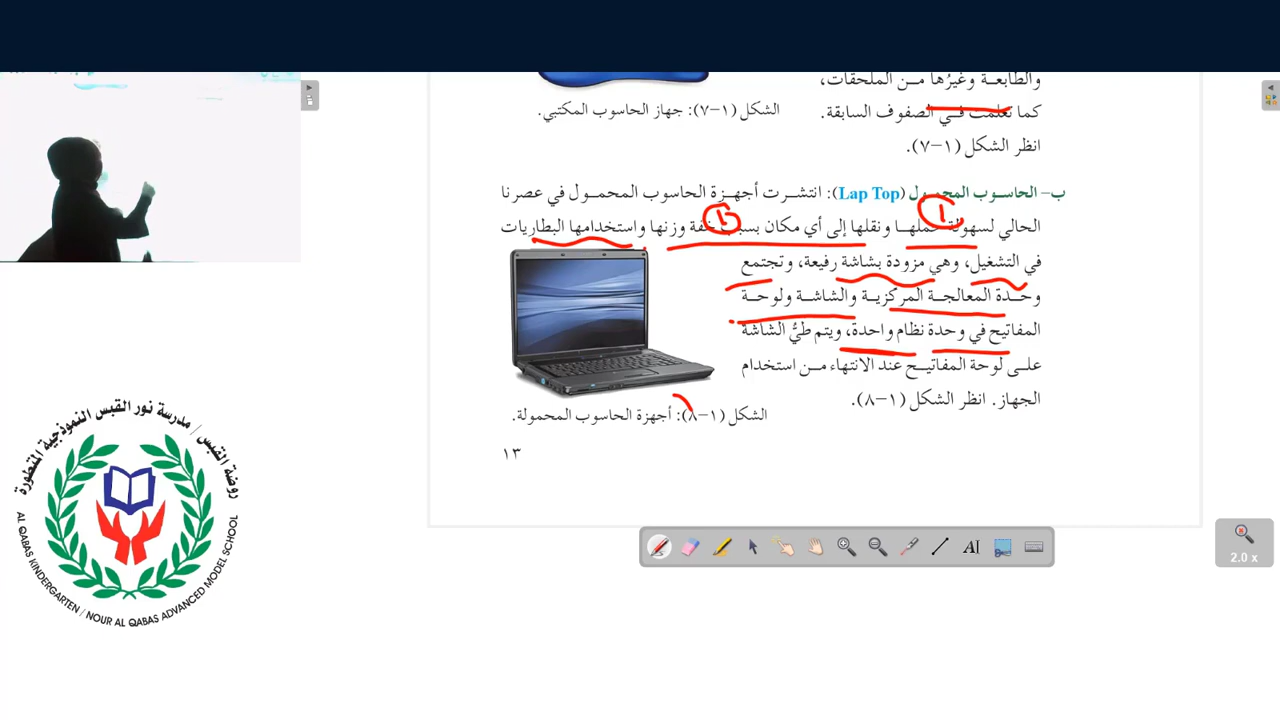 والطابعة وغيرُها من الملحقات،
كما تعلمت في الصفوف السابقة.
انظر الشكل (١-٧).
الشكل (١-٧): جهاز الحاسوب المكتبي.
ب- الحاسوب المحمول (Lap Top): انتشرت أجهزة الحاسوب المحمول في عصرنا
الحالي لسهولة حملها ونقلها إلى أي مكان بسبب خفة وزنها واستخدامها البطاريات
في التشغيل، وهي مزودة بشاشة رفيعة، وتجتمع
وحدة المعالجة المركزية والشاشة ولوحة
المفاتيح في وحدة نظام واحدة، ويتم طيُّ الشاشة
على لوحة المفاتيح عند الانتهاء من استخدام
الجهاز. انظر الشكل (١-٨).
الشكل (١-٨): أجهزة الحاسوب المحمولة.
١٣
روضة القبس / مدرسة نور القبس النموذجية المتطورة
AL QABAS KINDERGARTEN / NOUR AL QABAS ADVANCED MODEL SCHOOL
AI
2.0 x